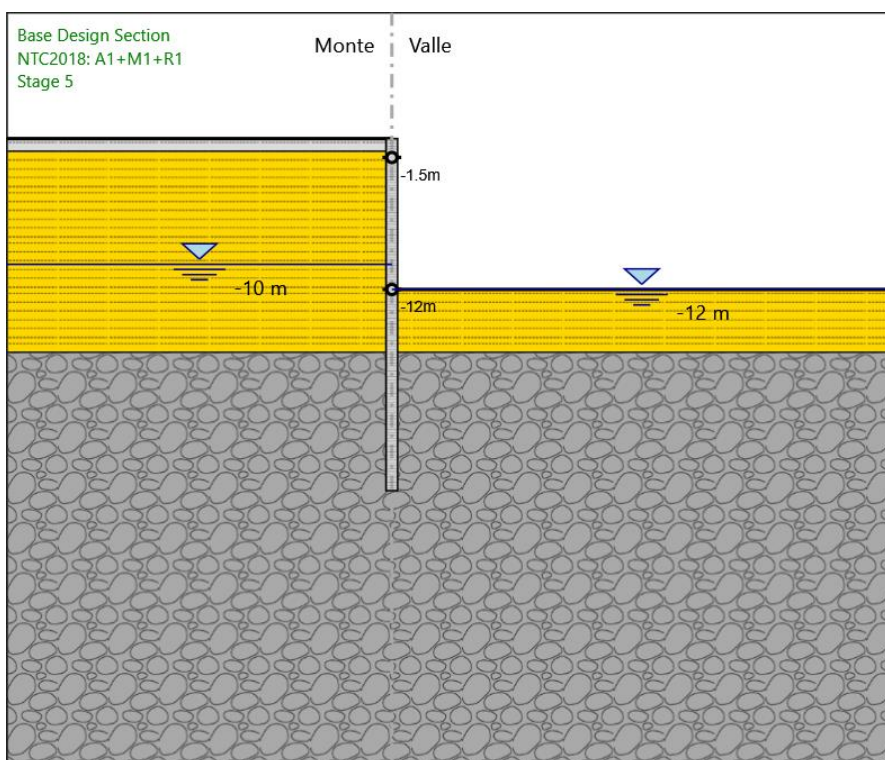 Base Design Section
NTC2018: A1+M1+R1
Stage 5
Monte
Valle
-1.5m
-10 m
-12m
-12 m